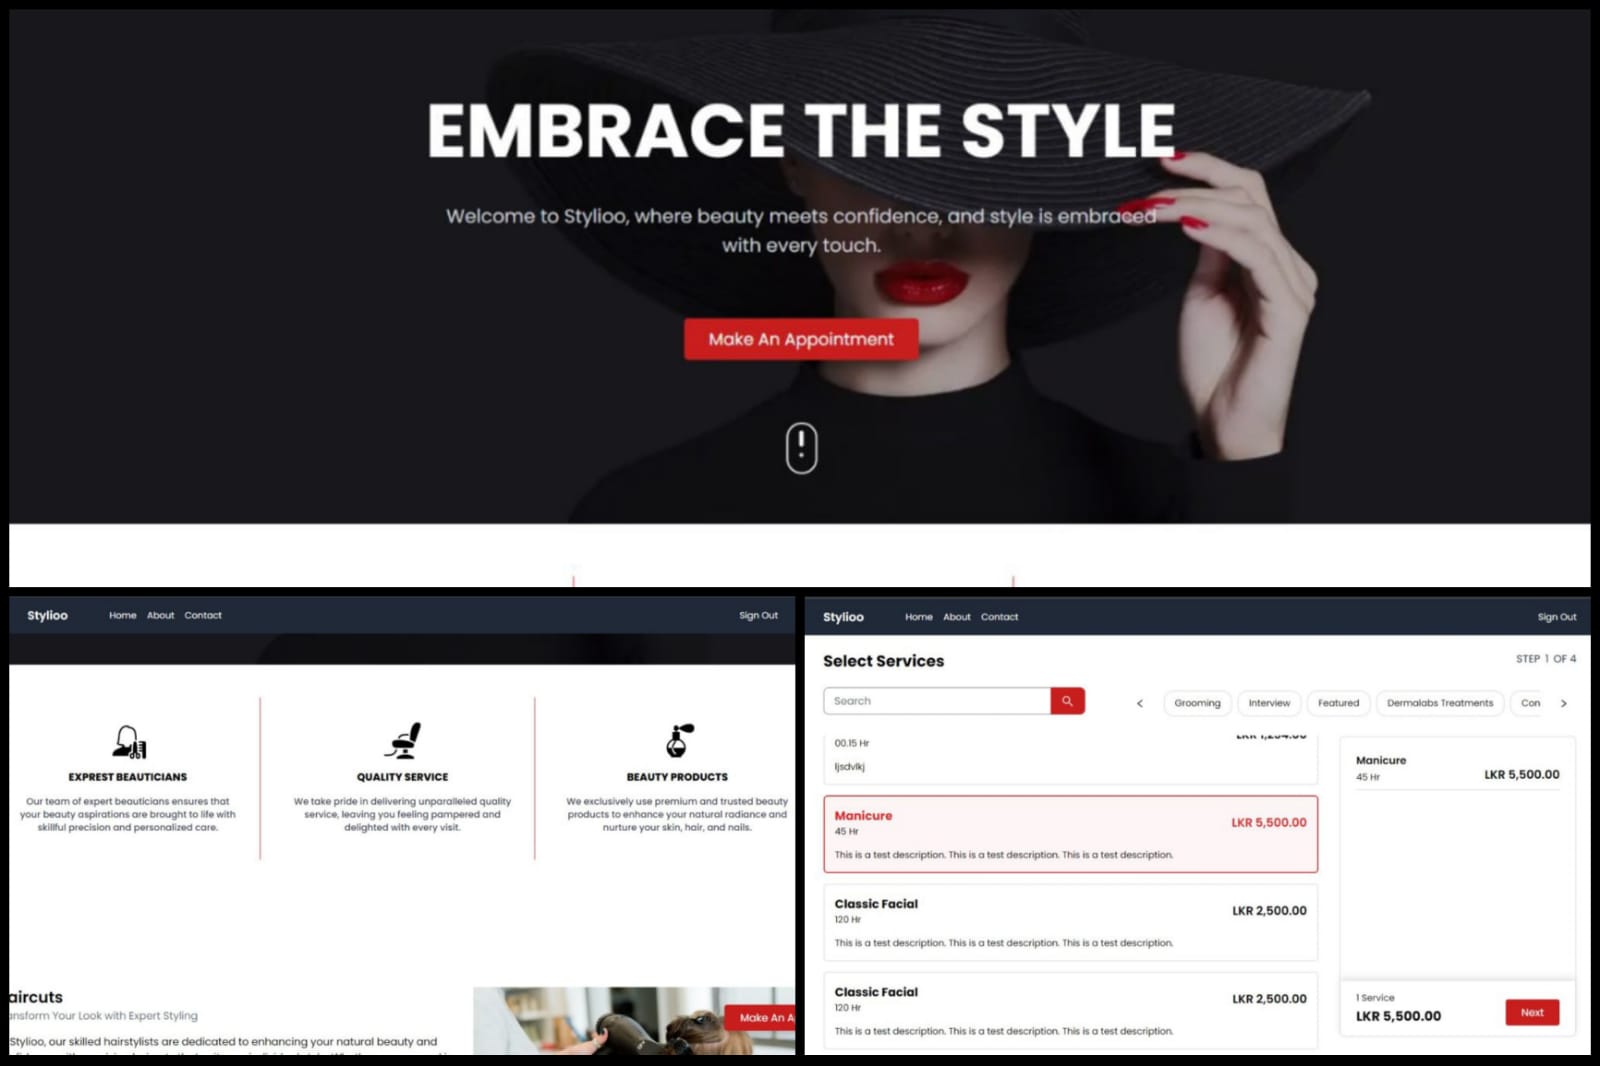 EMBRACE THE STYLE
Welcome to Stylioo, where beauty meets confidence, and style is embraced
with every touch.
Make An Appointment
Stylioo Home About Contact Sign Out
EXPREST BEAUTICIANS
Our team of expert beauticians ensures that
your beauty aspirations are brought to life with
skillful precision and personalized care.
QUALITY SERVICE
We take pride in delivering unparalleled quality
service, leaving you feeling pampered and
delighted with every visit.
BEAUTY PRODUCTS
We exclusively use premium and trusted beauty
products to enhance your natural radiance and
nurture your skin, hair, and nails.
aircuts
ansform Your Look with Expert Styling
Stylioo, our skilled hairstylists are dedicated to enhancing your natural beauty and
Make An A
Stylioo Home About Contact Sign Out
Select Services
STEP 1 OF 4
Search
Grooming Interview Featured Dermalabs Treatments Con
00.15 Hr
ljsdvlkj
Manicure
45 Hr
LKR 5,500.00
This is a test description. This is a test description. This is a test description.
Classic Facial
120 Hr
LKR 2,500.00
This is a test description. This is a test description. This is a test description.
Classic Facial
120 Hr
LKR 2,500.00
This is a test description. This is a test description. This is a test description.
Manicure
45 Hr
LKR 5,500.00
1 Service
LKR 5,500.00
Next